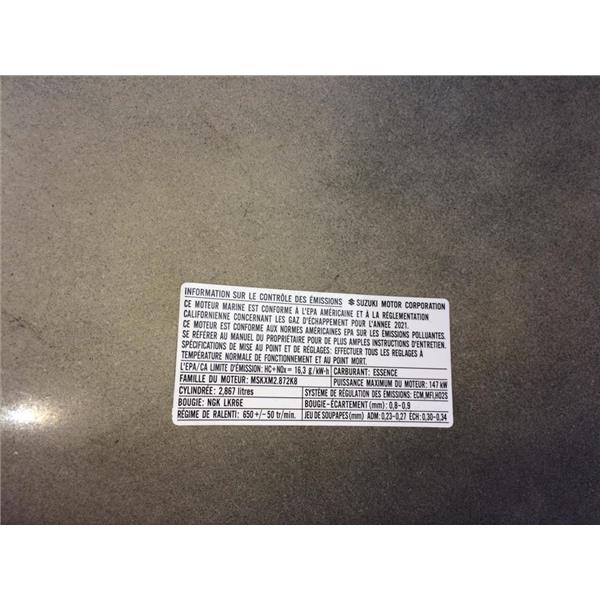 INFORMATION SUR LE CONTRÔLE DES ÉMISSIONS SUZUKI MOTOR CORPORATION
CE MOTEUR MARINE EST CONFORME À L'EPA AMÉRICAINE ET À LA RÉGLEMENTATION
CALIFORNIENNE CONCERNANT LES GAZ D'ÉCHAPPEMENT POUR L'ANNÉE 2021.
CE MOTEUR EST CONFORME AUX NORMES AMÉRICAINES EPA SUR LES ÉMISSIONS POLLUANTES.
SE RÉFÉRER AU MANUEL DU PROPRIÉTAIRE POUR DE PLUS AMPLES INSTRUCTIONS D'ENTRETIEN.
SPÉCIFICATIONS DE MISE AU POINT ET DE RÉGLAGES: EFFECTUER TOUS LES REGLAGES À
TEMPÉRATURE NORMALE DE FONCTIONNEMENT ET AU POINT MORT.
L'EPA/CA LIMITE D'ÉMISSION: HC+NOx = 16,3 g/kW·h CARBURANT: ESSENCE
FAMILLE DU MOTEUR: MSKXM2.872K8 PUISSANCE MAXIMUM DU MOTEUR: 147 kW
CYLINDRÉE: 2,867 litres SYSTÈME DE RÉGULATION DES ÉMISSIONS: ECM,MFI,HO2S
BOUGIE: NGK LKR6E BOUGIE-ÉCARTEMENT (mm): 0,8-0,9
RÉGIME DE RALENTI: 650 +/- 50 tr/min. JEU DE SOUPAPES (mm) ADM: 0,23-0,27 ECH: 0,30-0,34